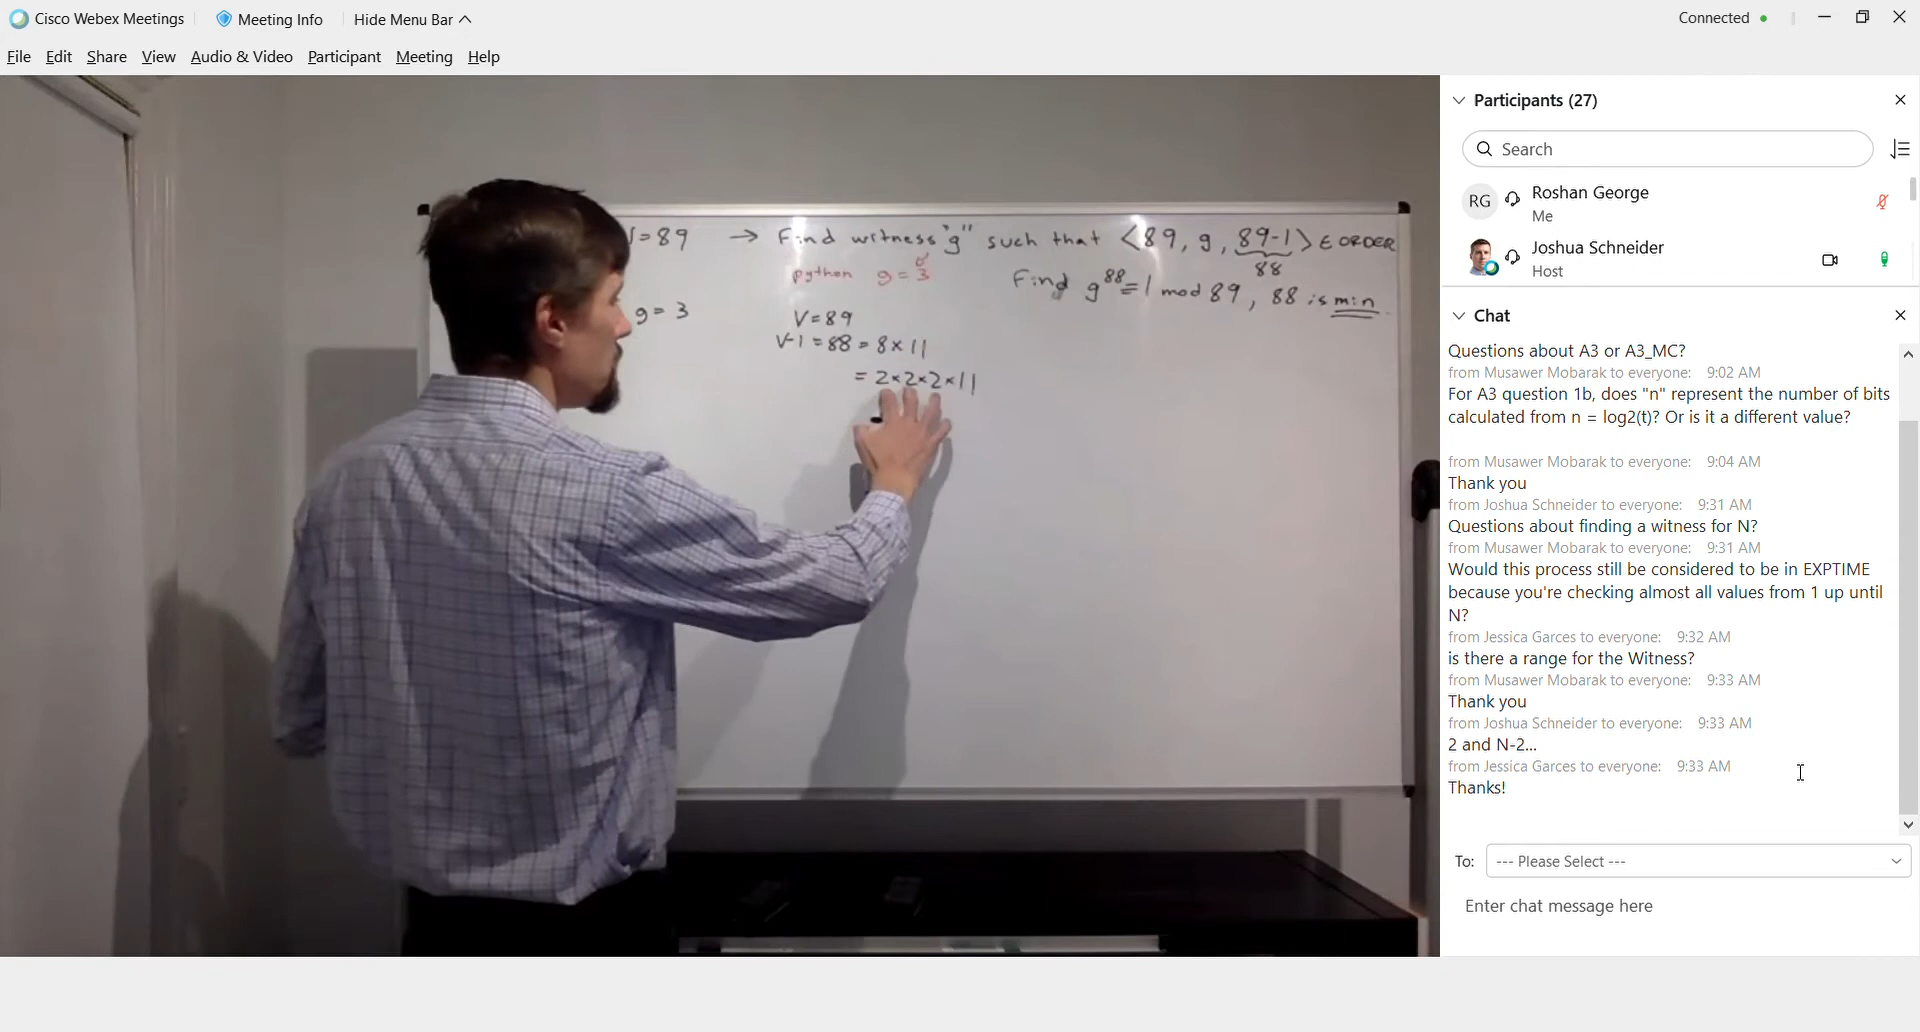 Cisco Webex Meetings
Meeting Info
Hide Menu Bar
Connected
File Edit Share View Audio & Video Participant Meeting Help
=89 → Find witness "g" such that <89, g, 89-1> ∈ ORDER
88
python g = 3
Find g^88 ≡ 1 mod 89, 88 is min.
g = 3
V=89
V-1 = 88 = 8 × 11
= 2×2×2×11
Participants (27)
Search
RG
Roshan George
Me
Joshua Schneider
Host
Chat
Questions about A3 or A3_MC?
from Musawer Mobarak to everyone: 9:02 AM
For A3 question 1b, does "n" represent the number of bits
calculated from n = log2(t)? Or is it a different value?
from Musawer Mobarak to everyone: 9:04 AM
Thank you
from Joshua Schneider to everyone: 9:31 AM
Questions about finding a witness for N?
from Musawer Mobarak to everyone: 9:31 AM
Would this process still be considered to be in EXPTIME
because you're checking almost all values from 1 up until
N?
from Jessica Garces to everyone: 9:32 AM
is there a range for the Witness?
from Musawer Mobarak to everyone: 9:33 AM
Thank you
from Joshua Schneider to everyone: 9:33 AM
2 and N-2...
from Jessica Garces to everyone: 9:33 AM
Thanks!
To: --- Please Select ---
Enter chat message here